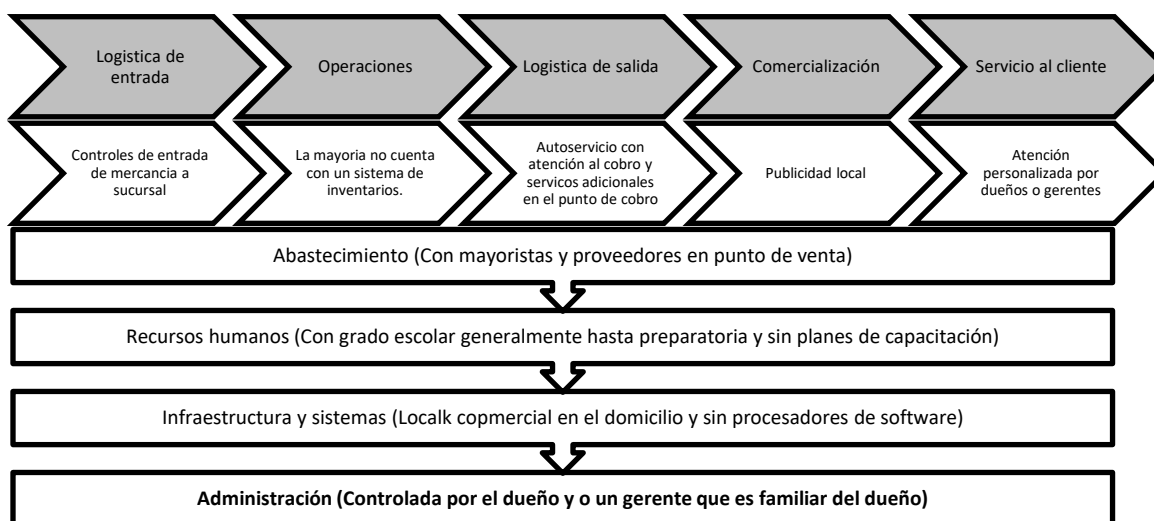 Logistica de
entrada
Operaciones
Logistica de salida
Comercialización
Servicio al cliente
Controles de entrada
de mercancia a
sucursal
La mayoria no cuenta
con un sistema de
inventarios.
Autoservicio con
atención al cobro y
servicos adicionales
en el punto de cobro
Publicidad local
Atención
personalizada por
dueños o gerentes
Abastecimiento (Con mayoristas y proveedores en punto de venta)
Recursos humanos (Con grado escolar generalmente hasta preparatoria y sin planes de capacitación)
Infraestructura y sistemas (Localk copmercial en el domicilio y sin procesadores de software)
Administración (Controlada por el dueño y o un gerente que es familiar del dueño)